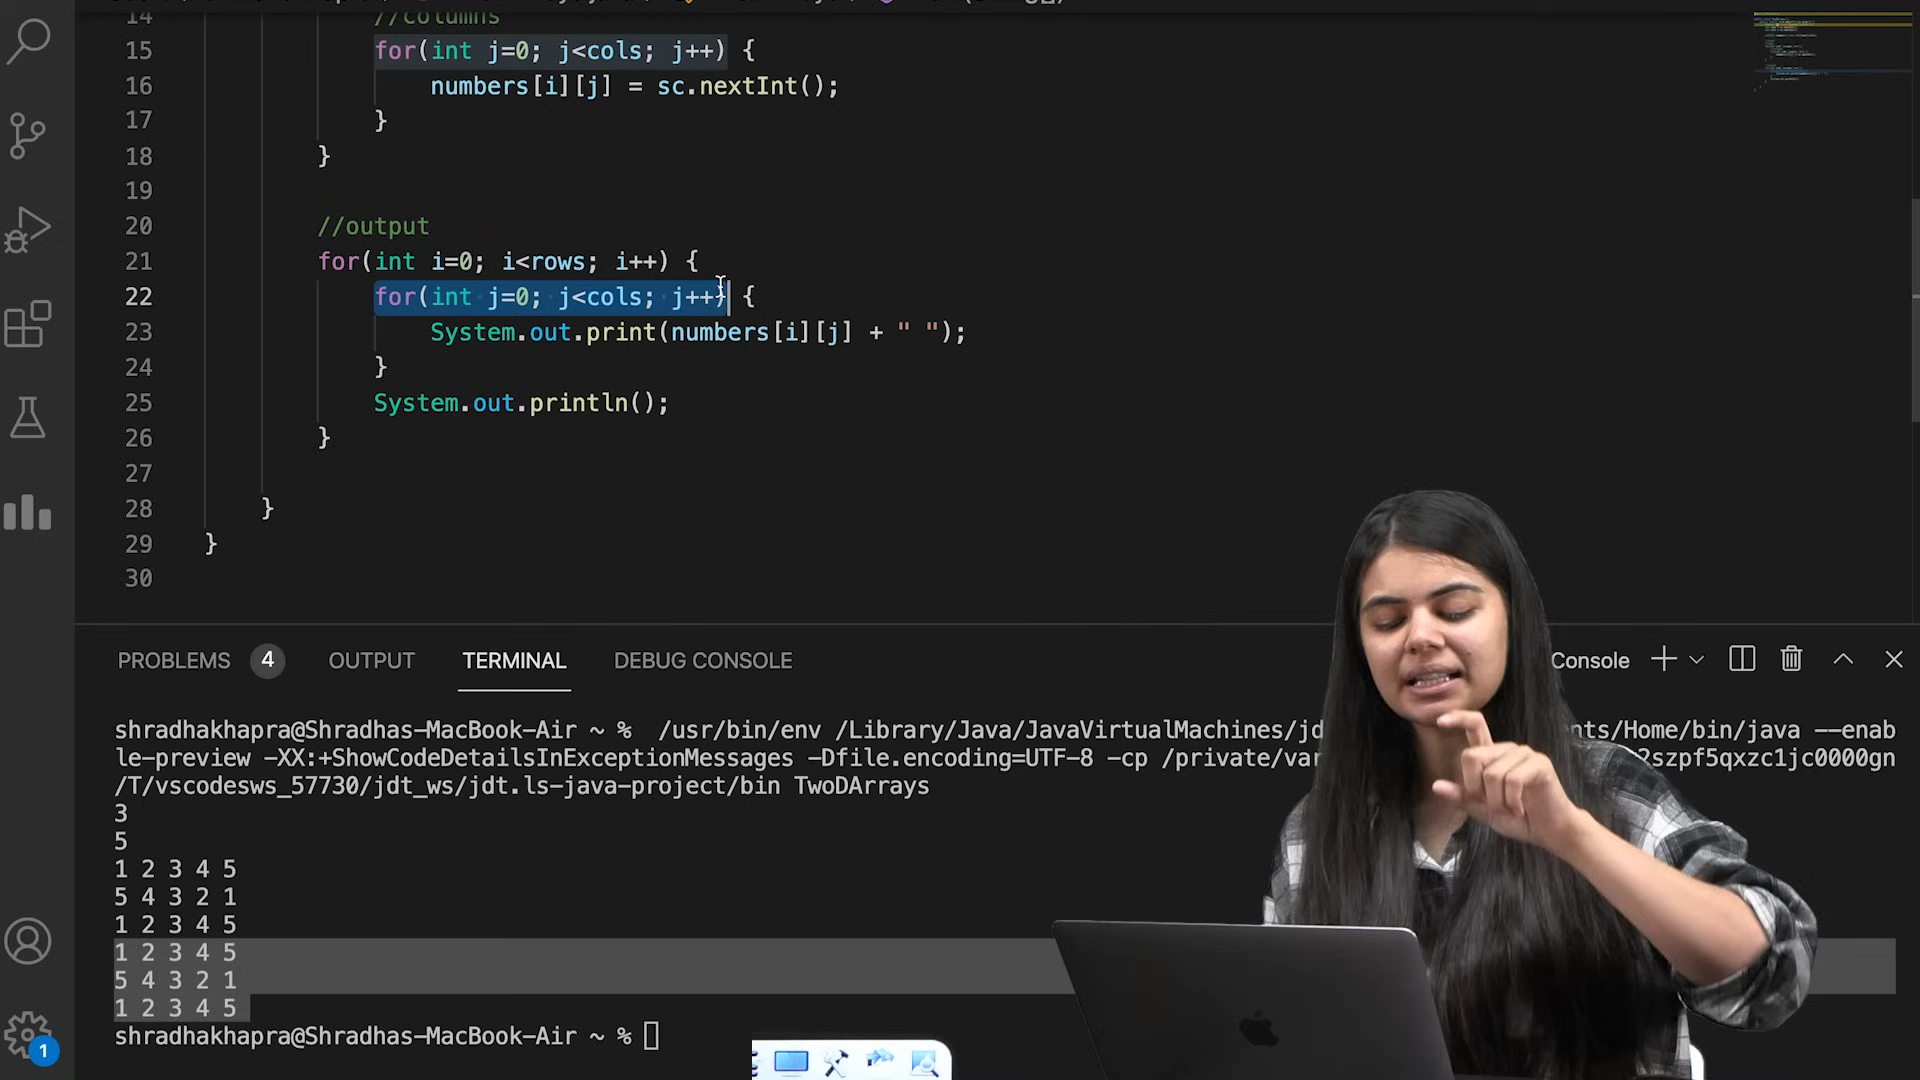 14 //columns
15 for(int j=0; j<cols; j++) {
16 numbers[i][j] = sc.nextInt();
17 }
18 }
19
20 //output
21 for(int i=0; i<rows; i++) {
22 for(int j=0; j<cols; j++) {
23 System.out.print(numbers[i][j] + " ");
24 }
25 System.out.println();
26 }
27
28 }
29 }
30
PROBLEMS 4 OUTPUT TERMINAL DEBUG CONSOLE Console
shradhakhapra@Shradhas-MacBook-Air ~ % /usr/bin/env /Library/Java/JavaVirtualMachines/jd nts/Home/bin/java --enab
le-preview -XX:+ShowCodeDetailsInExceptionMessages -Dfile.encoding=UTF-8 -cp /private/var 2szpf5qxzc1jc0000gn
/T/vscodesws_57730/jdt_ws/jdt.ls-java-project/bin TwoDArrays
3
5
1 2 3 4 5
5 4 3 2 1
1 2 3 4 5
1 2 3 4 5
5 4 3 2 1
1 2 3 4 5
shradhakhapra@Shradhas-MacBook-Air ~ %
1